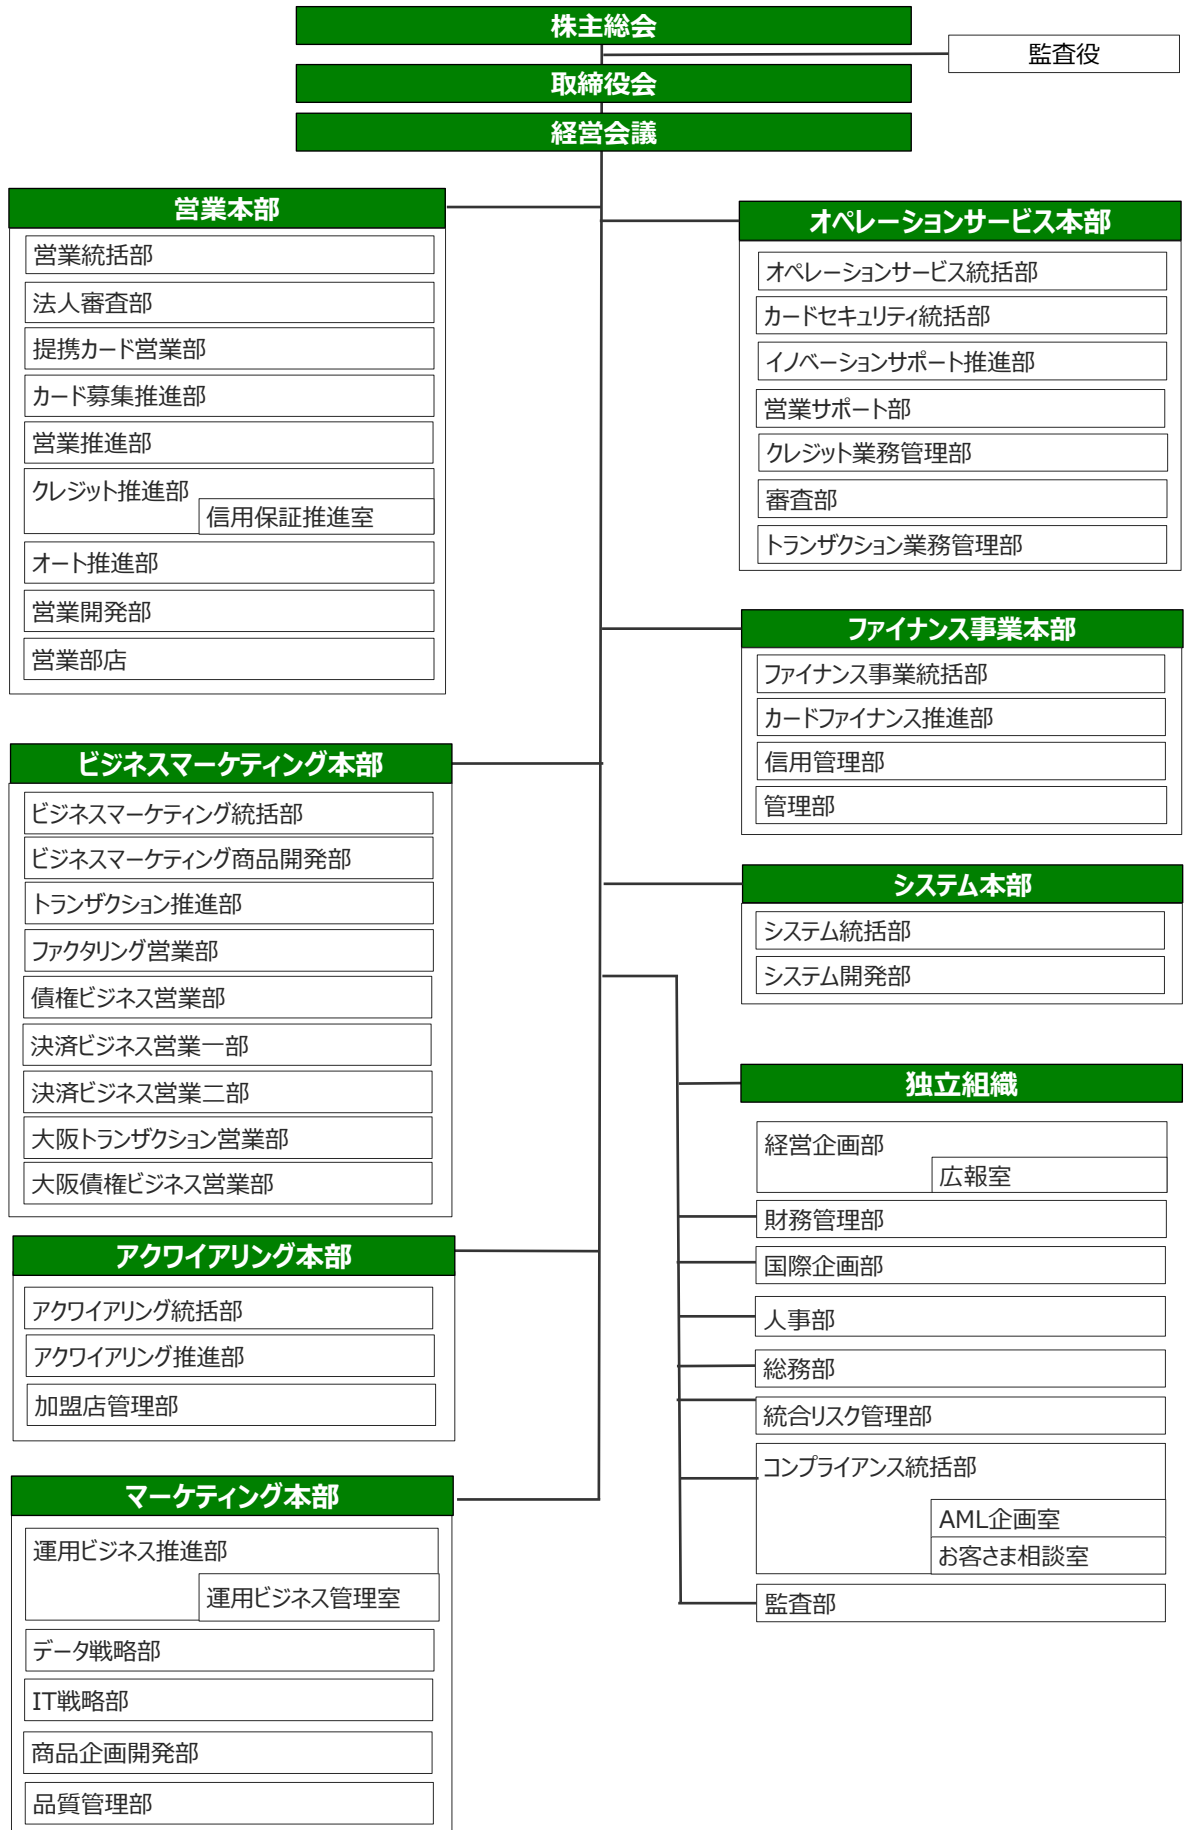 株主総会
監査役
取締役会
経営会議
営業本部
営業統括部
法人審査部
提携カード営業部
カード募集推進部
営業推進部
クレジット推進部
信用保証推進室
オート推進部
営業開発部
営業部店
ビジネスマーケティング本部
ビジネスマーケティング統括部
ビジネスマーケティング商品開発部
トランザクション推進部
ファクタリング営業部
債権ビジネス営業部
決済ビジネス営業一部
決済ビジネス営業二部
大阪トランザクション営業部
大阪債権ビジネス営業部
アクワイアリング本部
アクワイアリング統括部
アクワイアリング推進部
加盟店管理部
マーケティング本部
運用ビジネス推進部
運用ビジネス管理室
データ戦略部
IT戦略部
商品企画開発部
品質管理部
オペレーションサービス本部
オペレーションサービス統括部
カードセキュリティ統括部
イノベーションサポート推進部
営業サポート部
クレジット業務管理部
審査部
トランザクション業務管理部
ファイナンス事業本部
ファイナンス事業統括部
カードファイナンス推進部
信用管理部
管理部
システム本部
システム統括部
システム開発部
独立組織
経営企画部
広報室
財務管理部
国際企画部
人事部
総務部
統合リスク管理部
コンプライアンス統括部
AML企画室
お客さま相談室
監査部